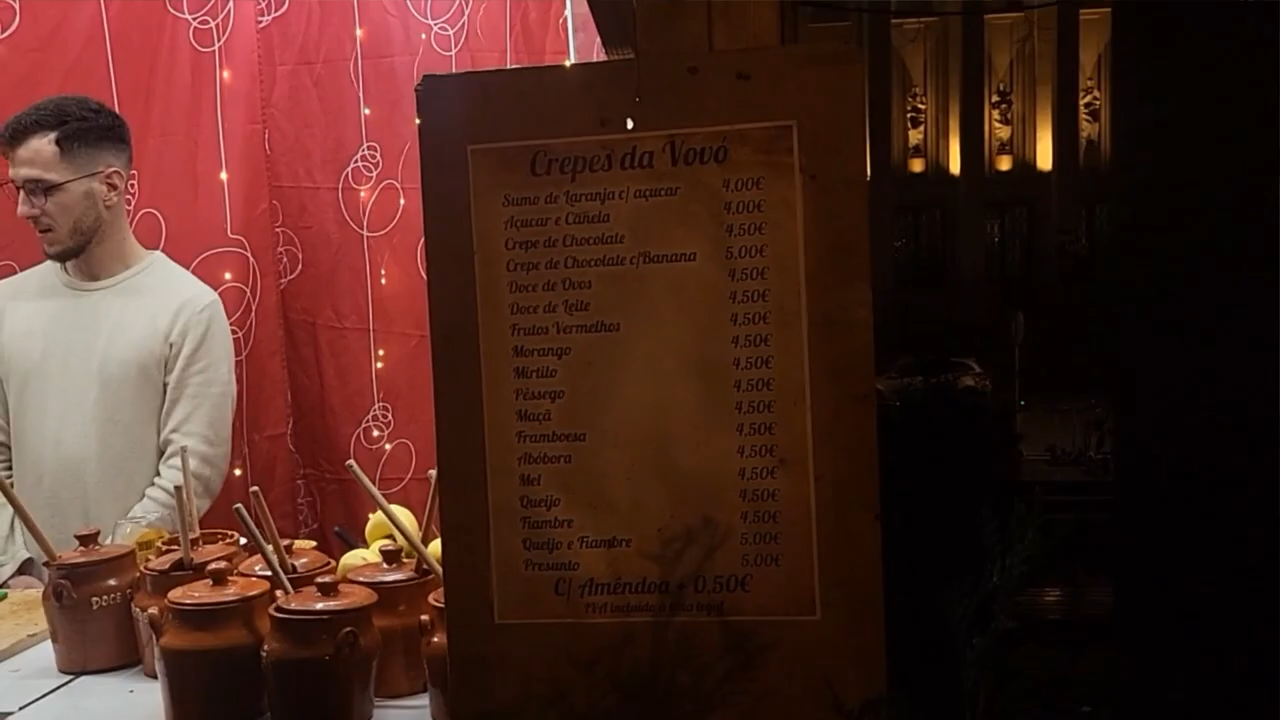 Crepes da Vovó
Sumo de Laranja c/ açucar 4,00€
Açucar e Canela 4,00€
Crepe de Chocolate 4,50€
Crepe de Chocolate c/Banana 5,00€
Doce de Ovos 4,50€
Doce de Leite 4,50€
Frutos Vermelhos 4,50€
Morango 4,50€
Mirtilo 4,50€
Pêssego 4,50€
Maçã 4,50€
Framboesa 4,50€
Abóbora 4,50€
Mel 4,50€
Queijo 4,50€
Fiambre 4,50€
Queijo e Fiambre 5,00€
Presunto 5,00€
C/ Amêndoa + 0,50€
IVA incluído à taxa legal
DOCE